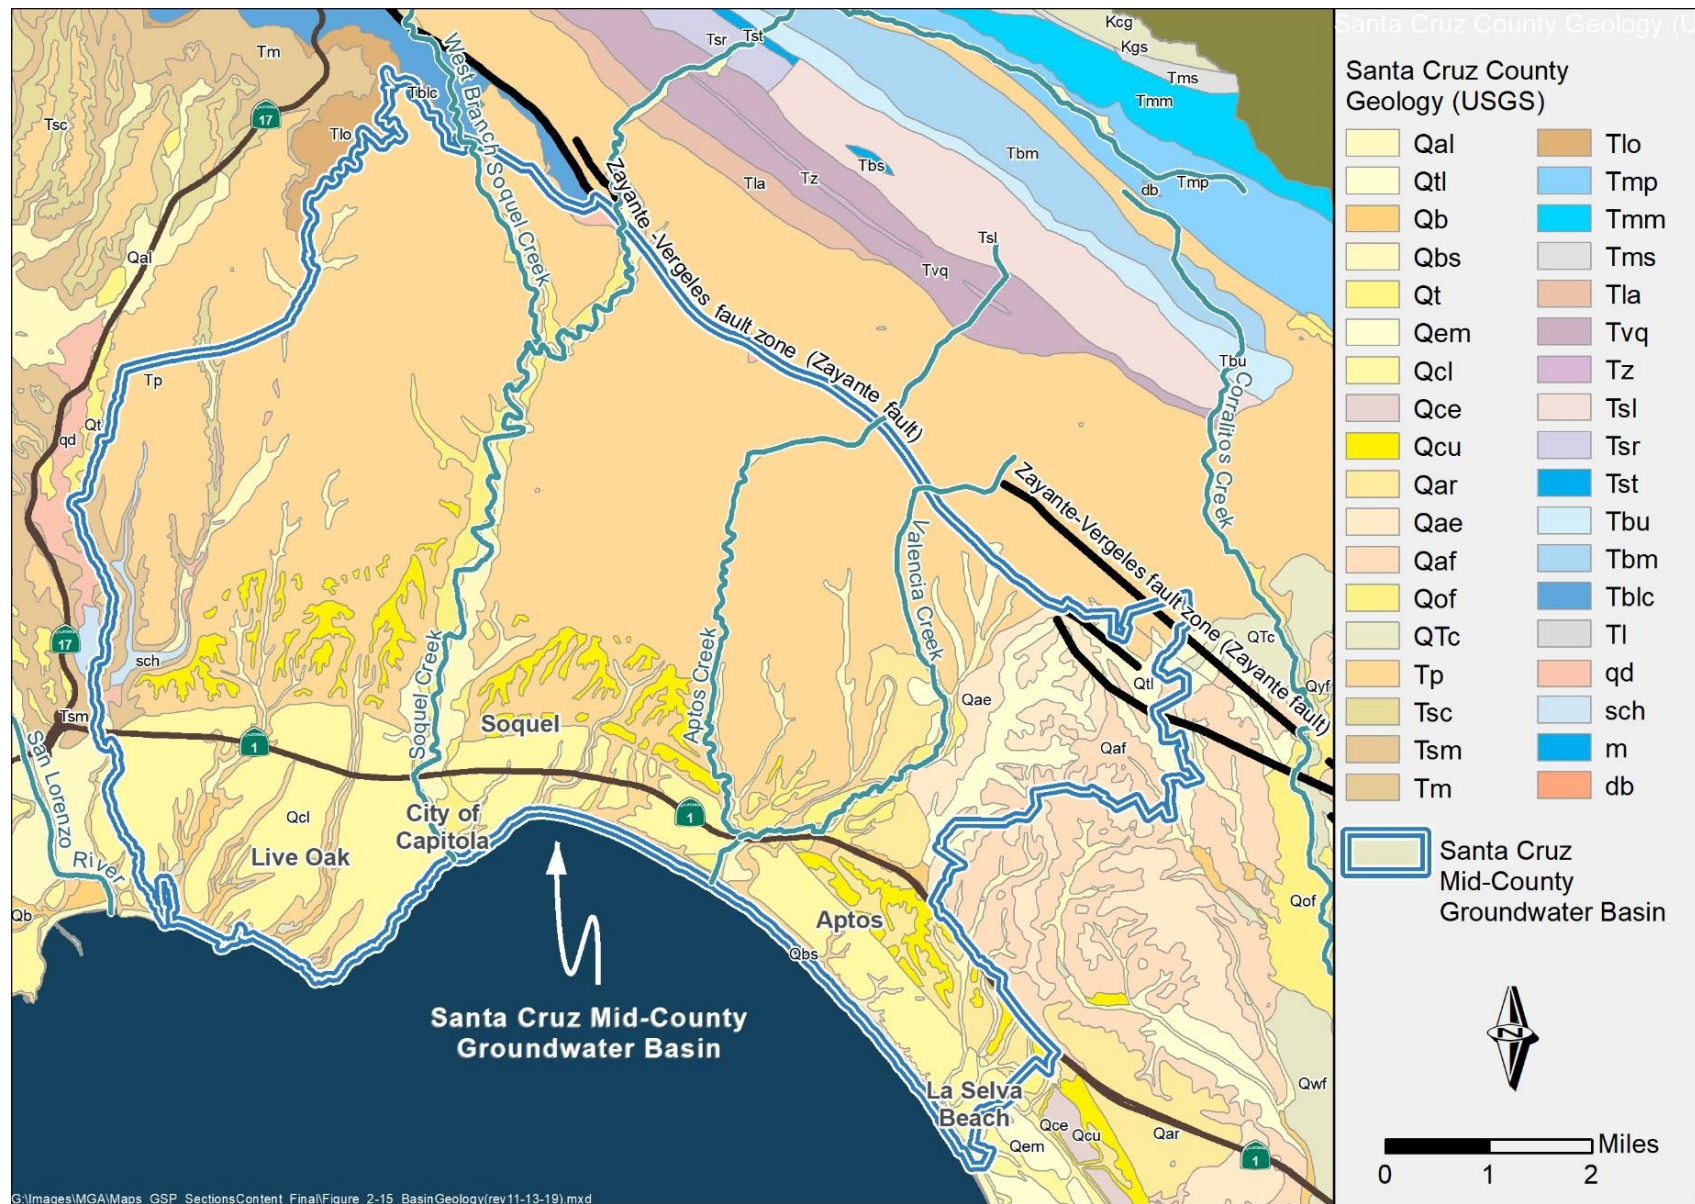 Santa Cruz County Geology (U
Santa Cruz County
Geology (USGS)
Qal
Qtl
Qb
Qbs
Qt
Qem
Qcl
Qce
Qcu
Qar
Qae
Qaf
Qof
QTc
Tp
Tsc
Tsm
Tm
Tlo
Tmp
Tmm
Tms
Tla
Tvq
Tz
Tsl
Tsr
Tst
Tbu
Tbm
Tblc
Tl
qd
sch
m
db
Santa Cruz
Mid-County
Groundwater Basin
N
Miles
0 1 2
Kcg
Kgs
Tms
Tmm
Tsr
Tst
Tm
Tblc
West Branch Soquel Creek
17
Tsc
Tlo
Tbm
Tbs
Tz
Tla
db
Tmp
Zayante -Vergeles fault zone (Zayante fault)
Tsl
Tvq
Qal
Tp
Tbu
Corralitos Creek
Qt
qd
Zayante-Vergeles fault zone (Zayante fault)
Valencia Creek
17
sch
QTc
Soquel Creek
Aptos Creek
Qtl
Qyf
Qae
Tsm
1
Soquel
Qaf
San Lorenzo River
City of
Capitola
1
Qcl
Live Oak
Qb
Aptos
Qof
Qbs
Santa Cruz Mid-County
Groundwater Basin
Qwf
La Selva
Beach
Qce
Qcu
Qar
Qem
1
G:\Images\MGA\Maps_GSP_SectionsContent_Final\Figure_2-15_BasinGeology(rev11-13-19).mxd